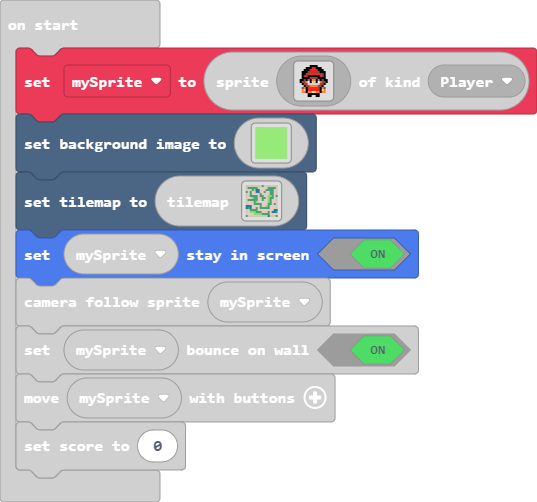 on start
set mySprite to sprite of kind Player
set background image to
set tilemap to tilemap
set mySprite stay in screen ON
camera follow sprite mySprite
set mySprite bounce on wall ON
move mySprite with buttons
set score to 0